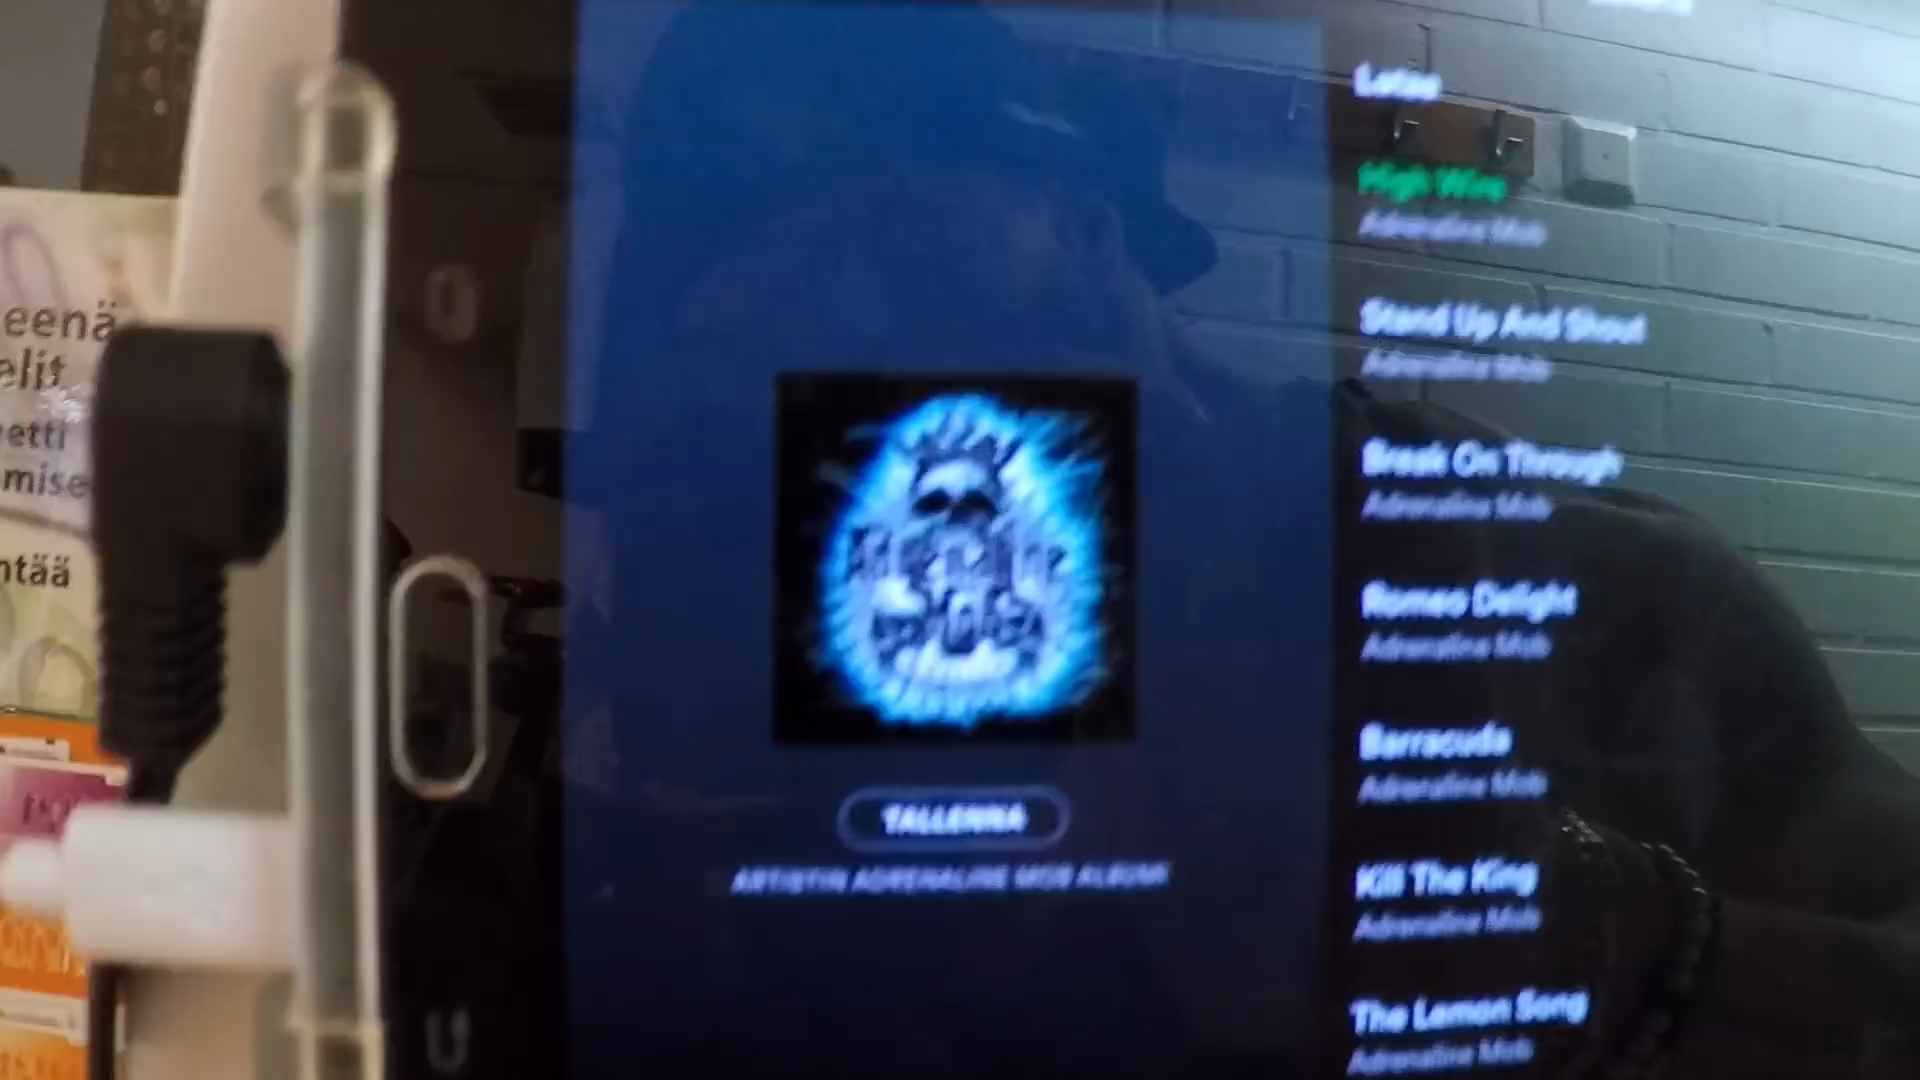 eenä
elit
etti
mise
ntää
Lataa
High Wire
Adrenaline Mob
Stand Up And Shout
Adrenaline Mob
Break On Through
Adrenaline Mob
Romeo Delight
Adrenaline Mob
Barracuda
Adrenaline Mob
Kill The King
Adrenaline Mob
The Lemon Song
Adrenaline Mob
TALLENNA
ARTISTIN ADRENALINE MOB ALBUMI